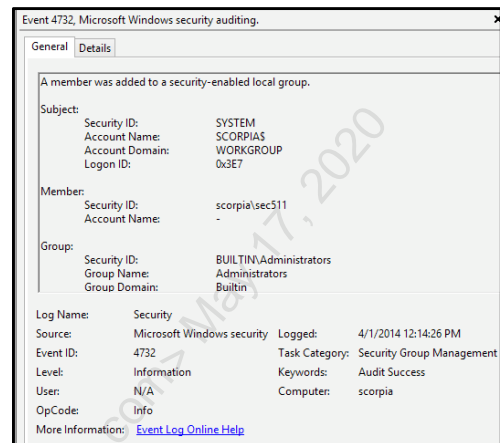 Event 4732, Microsoft Windows security auditing. x
General Details
A member was added to a security-enabled local group.
Subject:
Security ID: SYSTEM
Account Name: SCORPIA$
Account Domain: WORKGROUP
Logon ID: 0x3E7
Member:
Security ID: scorpia\sec511
Account Name: -
Group:
Security ID: BUILTIN\Administrators
Group Name: Administrators
Group Domain: Builtin
Log Name: Security
Source: Microsoft Windows security Logged: 4/1/2014 12:14:26 PM
Event ID: 4732 Task Category: Security Group Management
Level: Information Keywords: Audit Success
User: N/A Computer: scorpia
OpCode: Info
More Information: Event Log Online Help
com> May 17, 2020